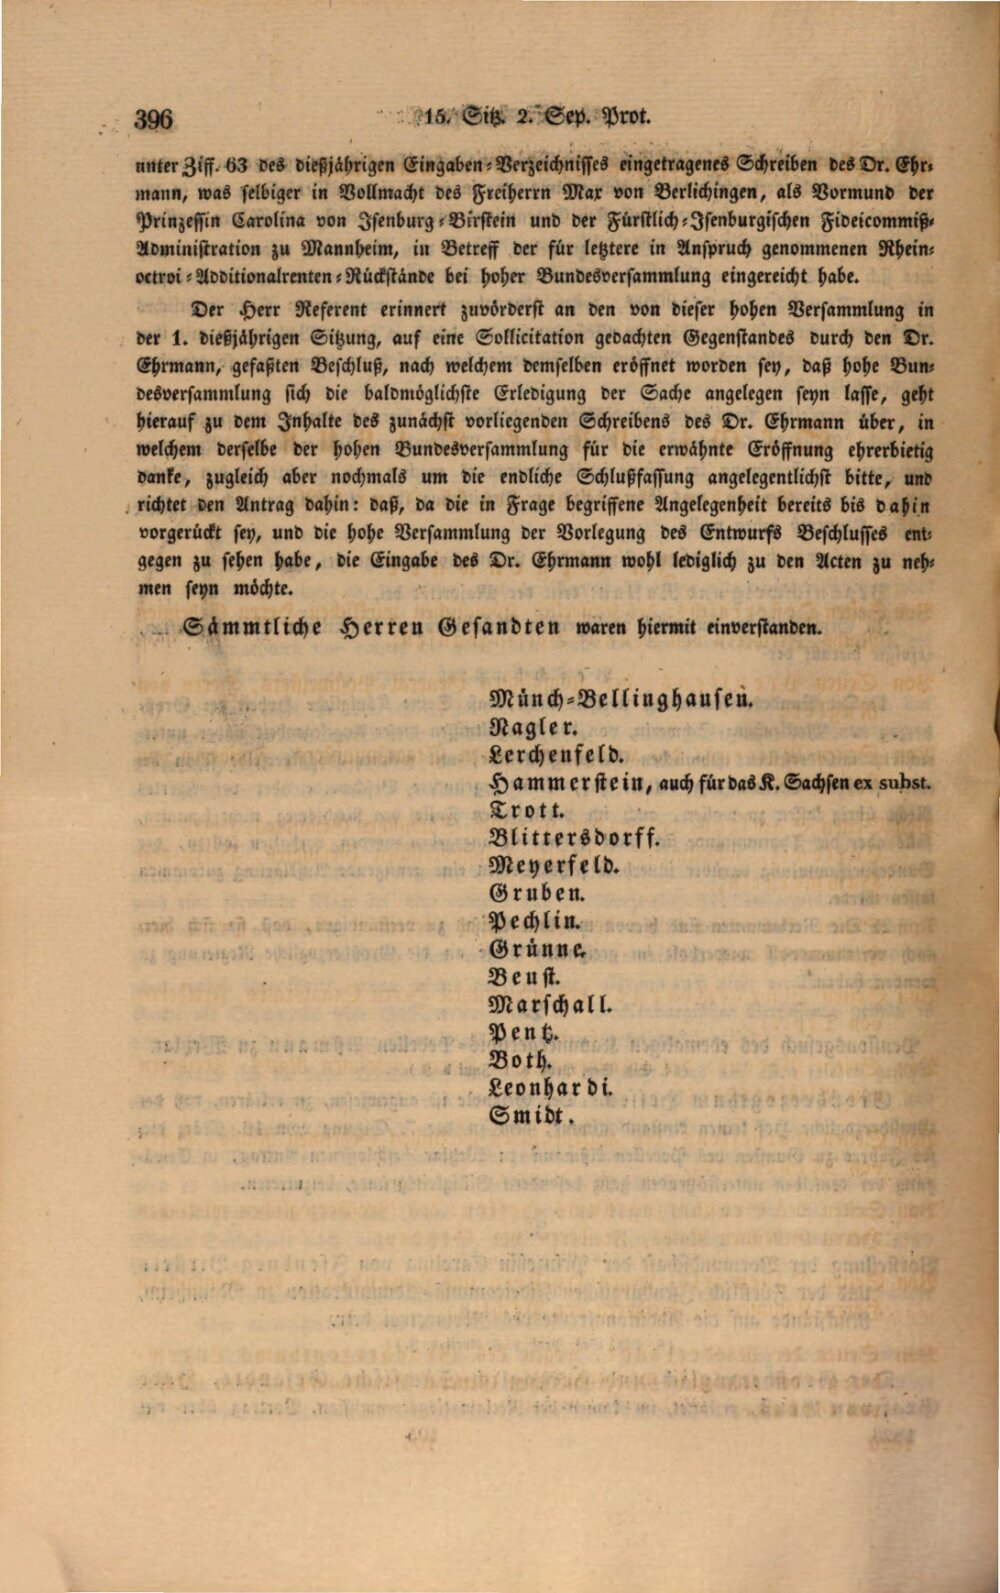 396 15. Sitz. 2. Sep. Prot.
unter Ziff. 63 des dießjährigen Eingaben-Verzeichnisses eingetragenes Schreiben des Dr. Ehr-
mann, was selbiger in Vollmacht des Freiherrn Max von Berlichingen, als Vormund der
Prinzessin Carolina von Isenburg-Birstein und der Fürstlich-Isenburgischen Fideicommiß-
Administration zu Mannheim, in Betreff der für letztere in Anspruch genommenen Rhein-
octroi-Additionalrenten-Rückstände bei hoher Bundesversammlung eingereicht habe.
Der Herr Referent erinnert zuvörderst an den von dieser hohen Versammlung in
der 1. dießjährigen Sitzung, auf eine Sollicitation gedachten Gegenstandes durch den Dr.
Ehrmann, gefaßten Beschluß, nach welchem demselben eröffnet worden sey, daß hohe Bun-
desversammlung sich die baldmöglichste Erledigung der Sache angelegen seyn lasse, geht
hierauf zu dem Inhalte des zunächst vorliegenden Schreibens des Dr. Ehrmann über, in
welchem derselbe der hohen Bundesversammlung für die erwähnte Eröffnung ehrerbietig
danke, zugleich aber nochmals um die endliche Schlußfassung angelegentlichst bitte, und
richtet den Antrag dahin: daß, da die in Frage begriffene Angelegenheit bereits bis dahin
vorgerückt sey, und die hohe Versammlung der Vorlegung des Entwurfs Beschlusses ent-
gegen zu sehen habe, die Eingabe des Dr. Ehrmann wohl lediglich zu den Acten zu neh-
men seyn möchte.
Sämmtliche Herren Gesandten waren hiermit einverstanden.
Münch-Bellinghausen.
Nagler.
Lerchenfeld.
Hammerstein, auch für das K. Sachsen ex subst.
Trott.
Blittersdorff.
Meyerfeld.
Gruben.
Pechlin.
Grünne.
Beust.
Marschall.
Pentz.
Both.
Leonhardi.
Smidt.